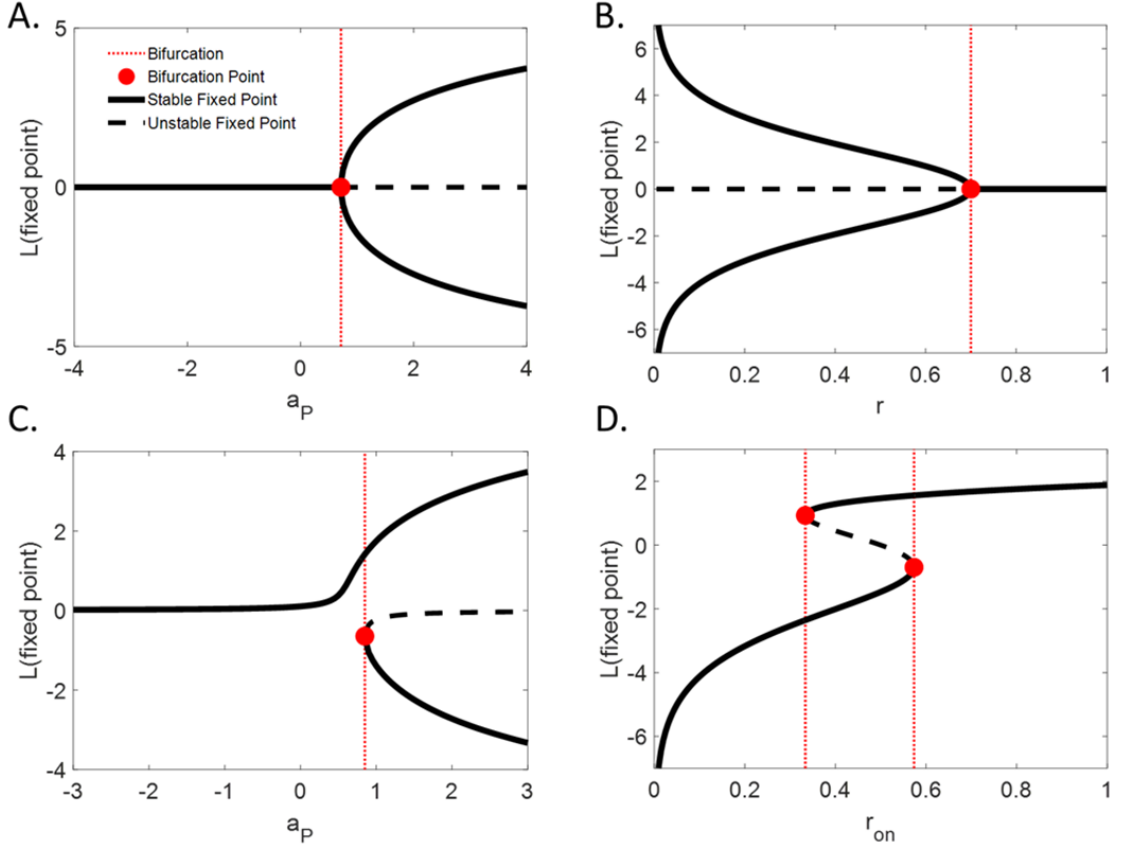 A.
5
Bifurcation
Bifurcation Point
Stable Fixed Point
Unstable Fixed Point
L(fixed point)
0
-5
-4 -2 0 2 4
a_P
B.
6
4
2
L(fixed point)
0
-2
-4
-6
0 0.2 0.4 0.6 0.8 1
r
C.
4
2
L(fixed point)
0
-2
-4
-3 -2 -1 0 1 2 3
a_P
D.
2
L(fixed point)
0
-2
-4
-6
0 0.2 0.4 0.6 0.8 1
r_on